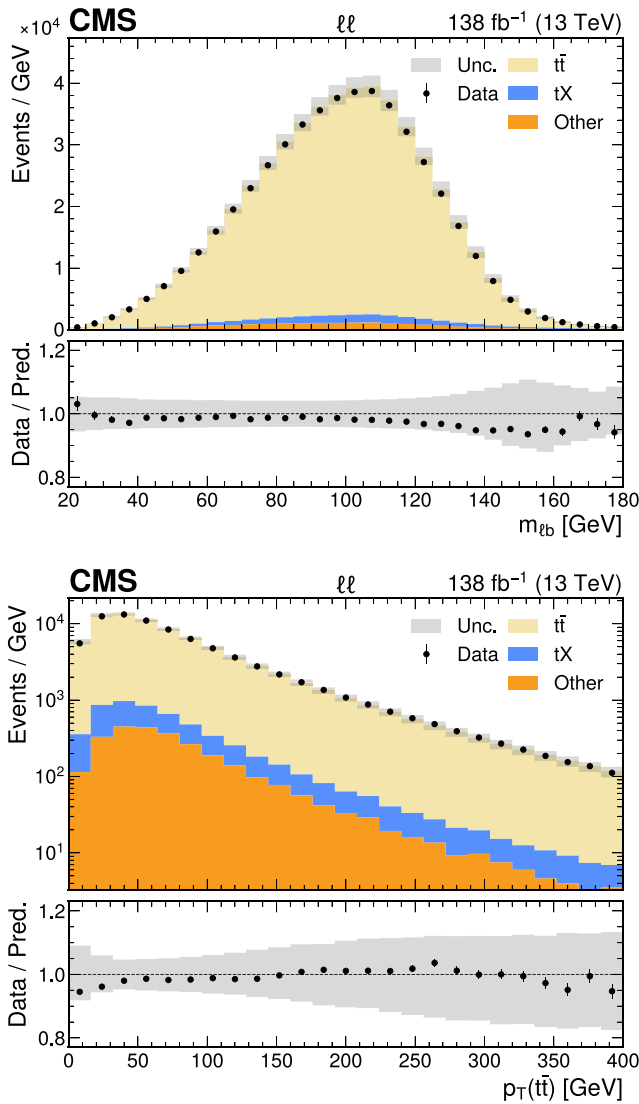 CMS ℓℓ 138 fb⁻¹ (13 TeV)
×10⁴
Events / GeV
Unc. tt̄
Data tX
Other
4
2
0
Data / Pred.
1.2
1.0
0.8
20 40 60 80 100 120 140 160 180
m_ℓb [GeV]
CMS ℓℓ 138 fb⁻¹ (13 TeV)
Events / GeV
Unc. tt̄
Data tX
Other
10⁴
10³
10²
10¹
Data / Pred.
1.2
1.0
0.8
0 50 100 150 200 250 300 350 400
p_T(tt̄) [GeV]